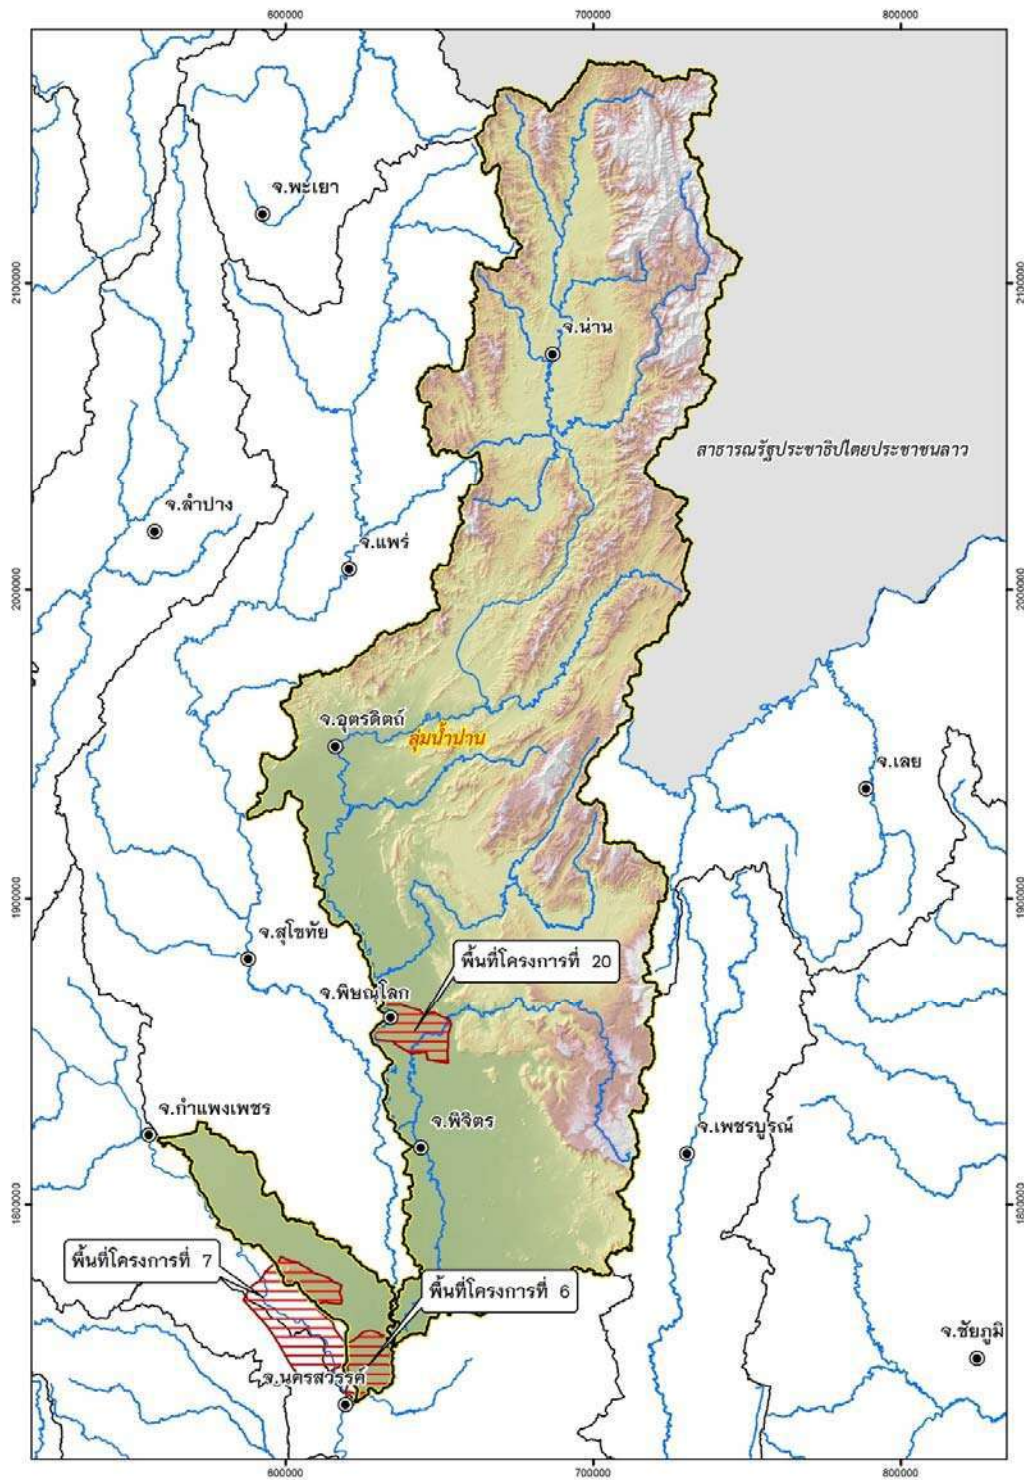 600000
700000
800000
จ.พะเยา
2100000
2100000
จ.น่าน
สาธารณรัฐประชาธิปไตยประชาชนลาว
จ.ลำปาง
จ.แพร่
2000000
2000000
จ.อุตรดิตถ์
ลุ่มน้ำน่าน
จ.เลย
1900000
1900000
จ.สุโขทัย
พื้นที่โครงการที่ 20
จ.พิษณุโลก
จ.กำแพงเพชร
จ.พิจิตร
จ.เพชรบูรณ์
1800000
1800000
พื้นที่โครงการที่ 7
พื้นที่โครงการที่ 6
จ.ชัยภูมิ
จ.นครสวรรค์
600000
700000
800000